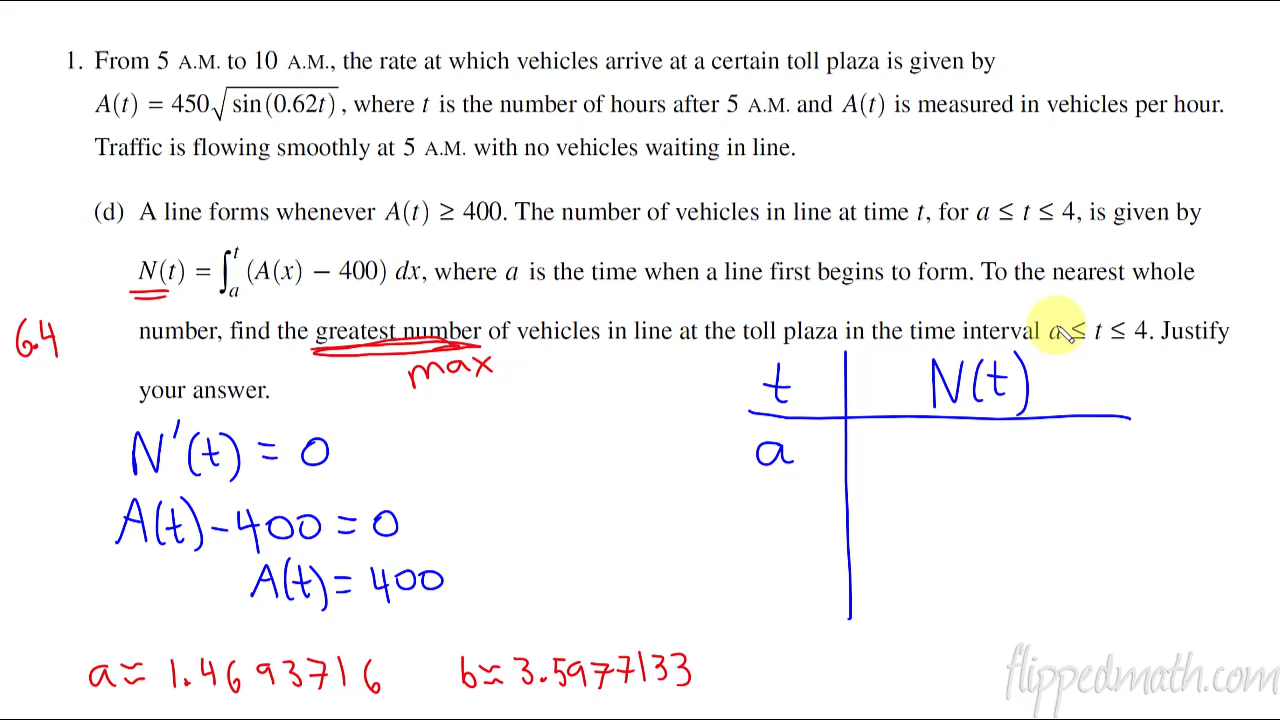 1. From 5 A.M. to 10 A.M., the rate at which vehicles arrive at a certain toll plaza is given by
A(t) = 450√sin(0.62t), where t is the number of hours after 5 A.M. and A(t) is measured in vehicles per hour.
Traffic is flowing smoothly at 5 A.M. with no vehicles waiting in line.
(d) A line forms whenever A(t) ≥ 400. The number of vehicles in line at time t, for a ≤ t ≤ 4, is given by
N(t) = ∫ₐᵗ (A(x) − 400) dx, where a is the time when a line first begins to form. To the nearest whole
number, find the greatest number of vehicles in line at the toll plaza in the time interval a ≤ t ≤ 4. Justify
your answer.
6.4
max
t N(t)
a
N'(t) = 0
A(t) - 400 = 0
A(t) = 400
a ≈ 1.4693716 b ≈ 3.5977133
flippedmath.com